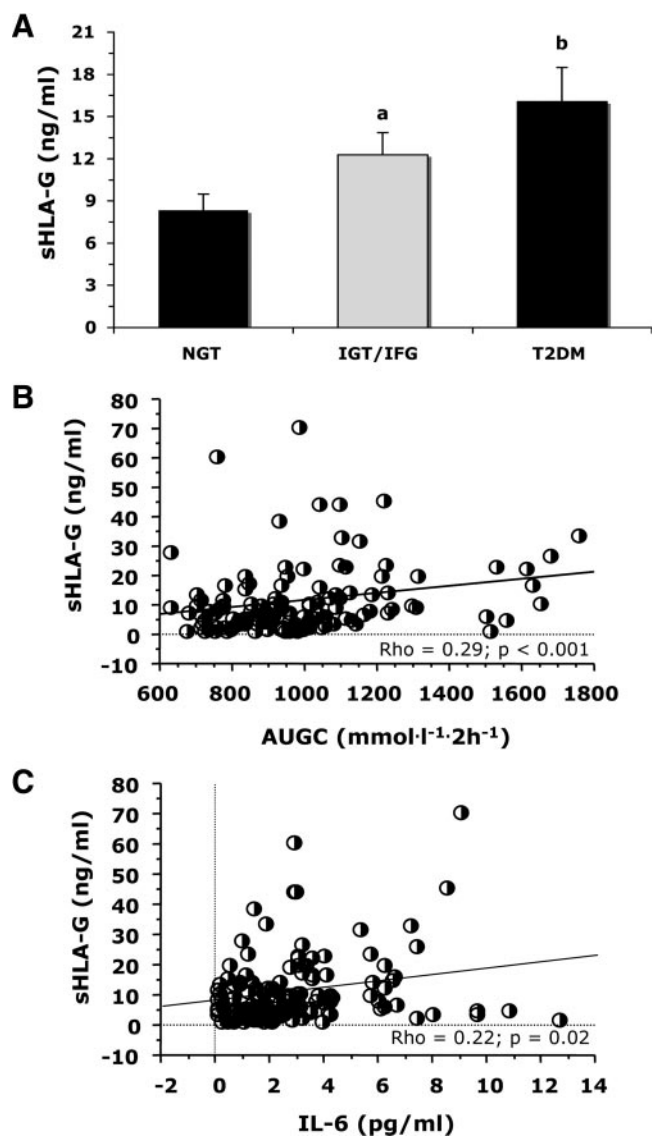 A
sHLA-G (ng/ml)
21
18
15
12
9
6
3
0
a
b
NGT IGT/IFG T2DM
B
sHLA-G (ng/ml)
80
70
60
50
40
30
20
10
0
-10
Rho = 0.29; p < 0.001
600 800 1000 1200 1400 1600 1800
AUGC (mmol·l⁻¹·2h⁻¹)
C
sHLA-G (ng/ml)
80
70
60
50
40
30
20
10
0
-10
Rho = 0.22; p = 0.02
-2 0 2 4 6 8 10 12 14
IL-6 (pg/ml)